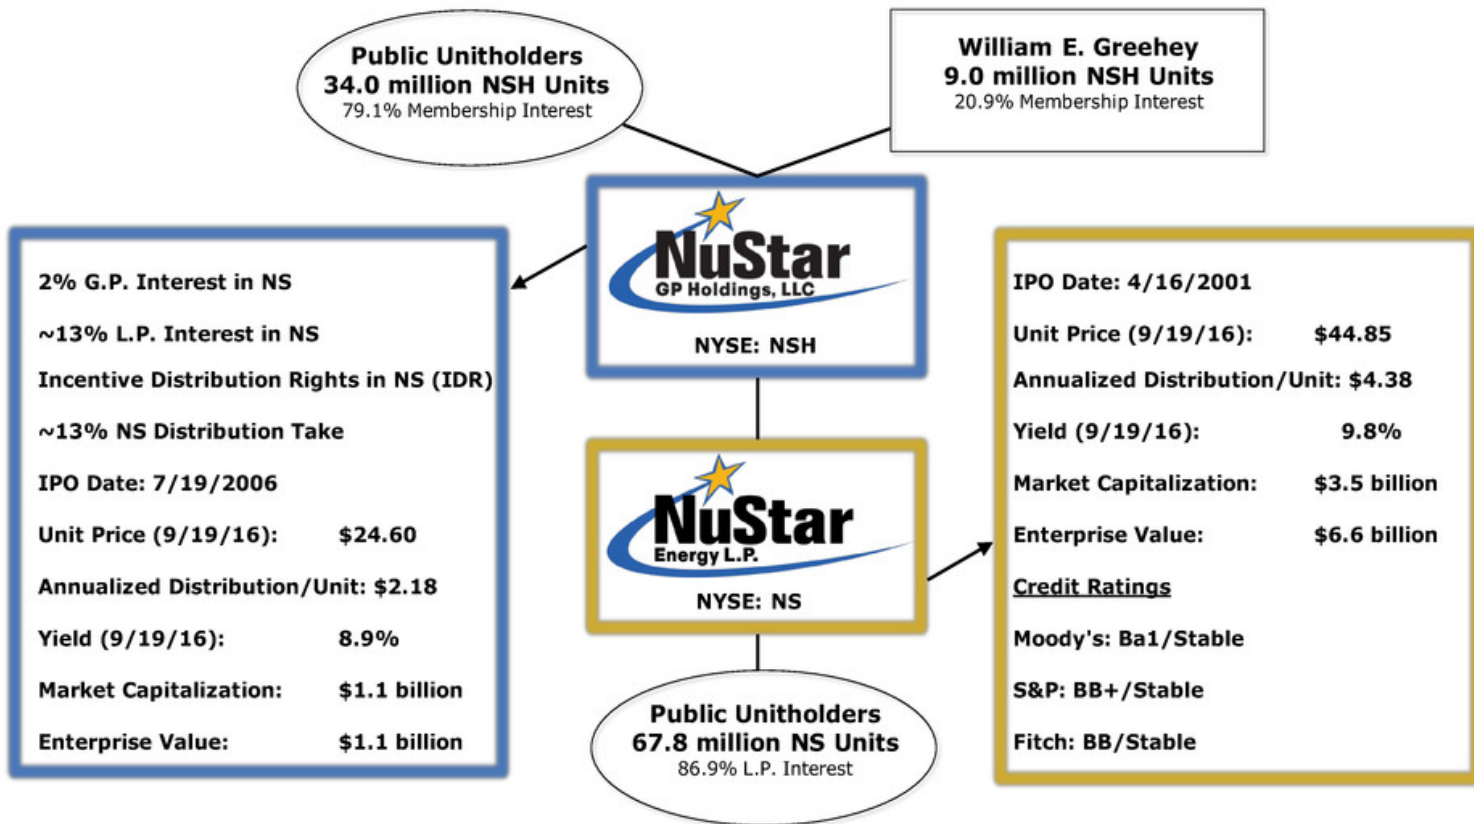 Public Unitholders
34.0 million NSH Units
79.1% Membership Interest
William E. Greehey
9.0 million NSH Units
20.9% Membership Interest
NuStar
GP Holdings, LLC
NYSE: NSH
2% G.P. Interest in NS
~13% L.P. Interest in NS
Incentive Distribution Rights in NS (IDR)
~13% NS Distribution Take
IPO Date: 7/19/2006
Unit Price (9/19/16): $24.60
Annualized Distribution/Unit: $2.18
Yield (9/19/16): 8.9%
Market Capitalization: $1.1 billion
Enterprise Value: $1.1 billion
NuStar
Energy L.P.
NYSE: NS
IPO Date: 4/16/2001
Unit Price (9/19/16): $44.85
Annualized Distribution/Unit: $4.38
Yield (9/19/16): 9.8%
Market Capitalization: $3.5 billion
Enterprise Value: $6.6 billion
Credit Ratings
Moody's: Ba1/Stable
S&P: BB+/Stable
Fitch: BB/Stable
Public Unitholders
67.8 million NS Units
86.9% L.P. Interest